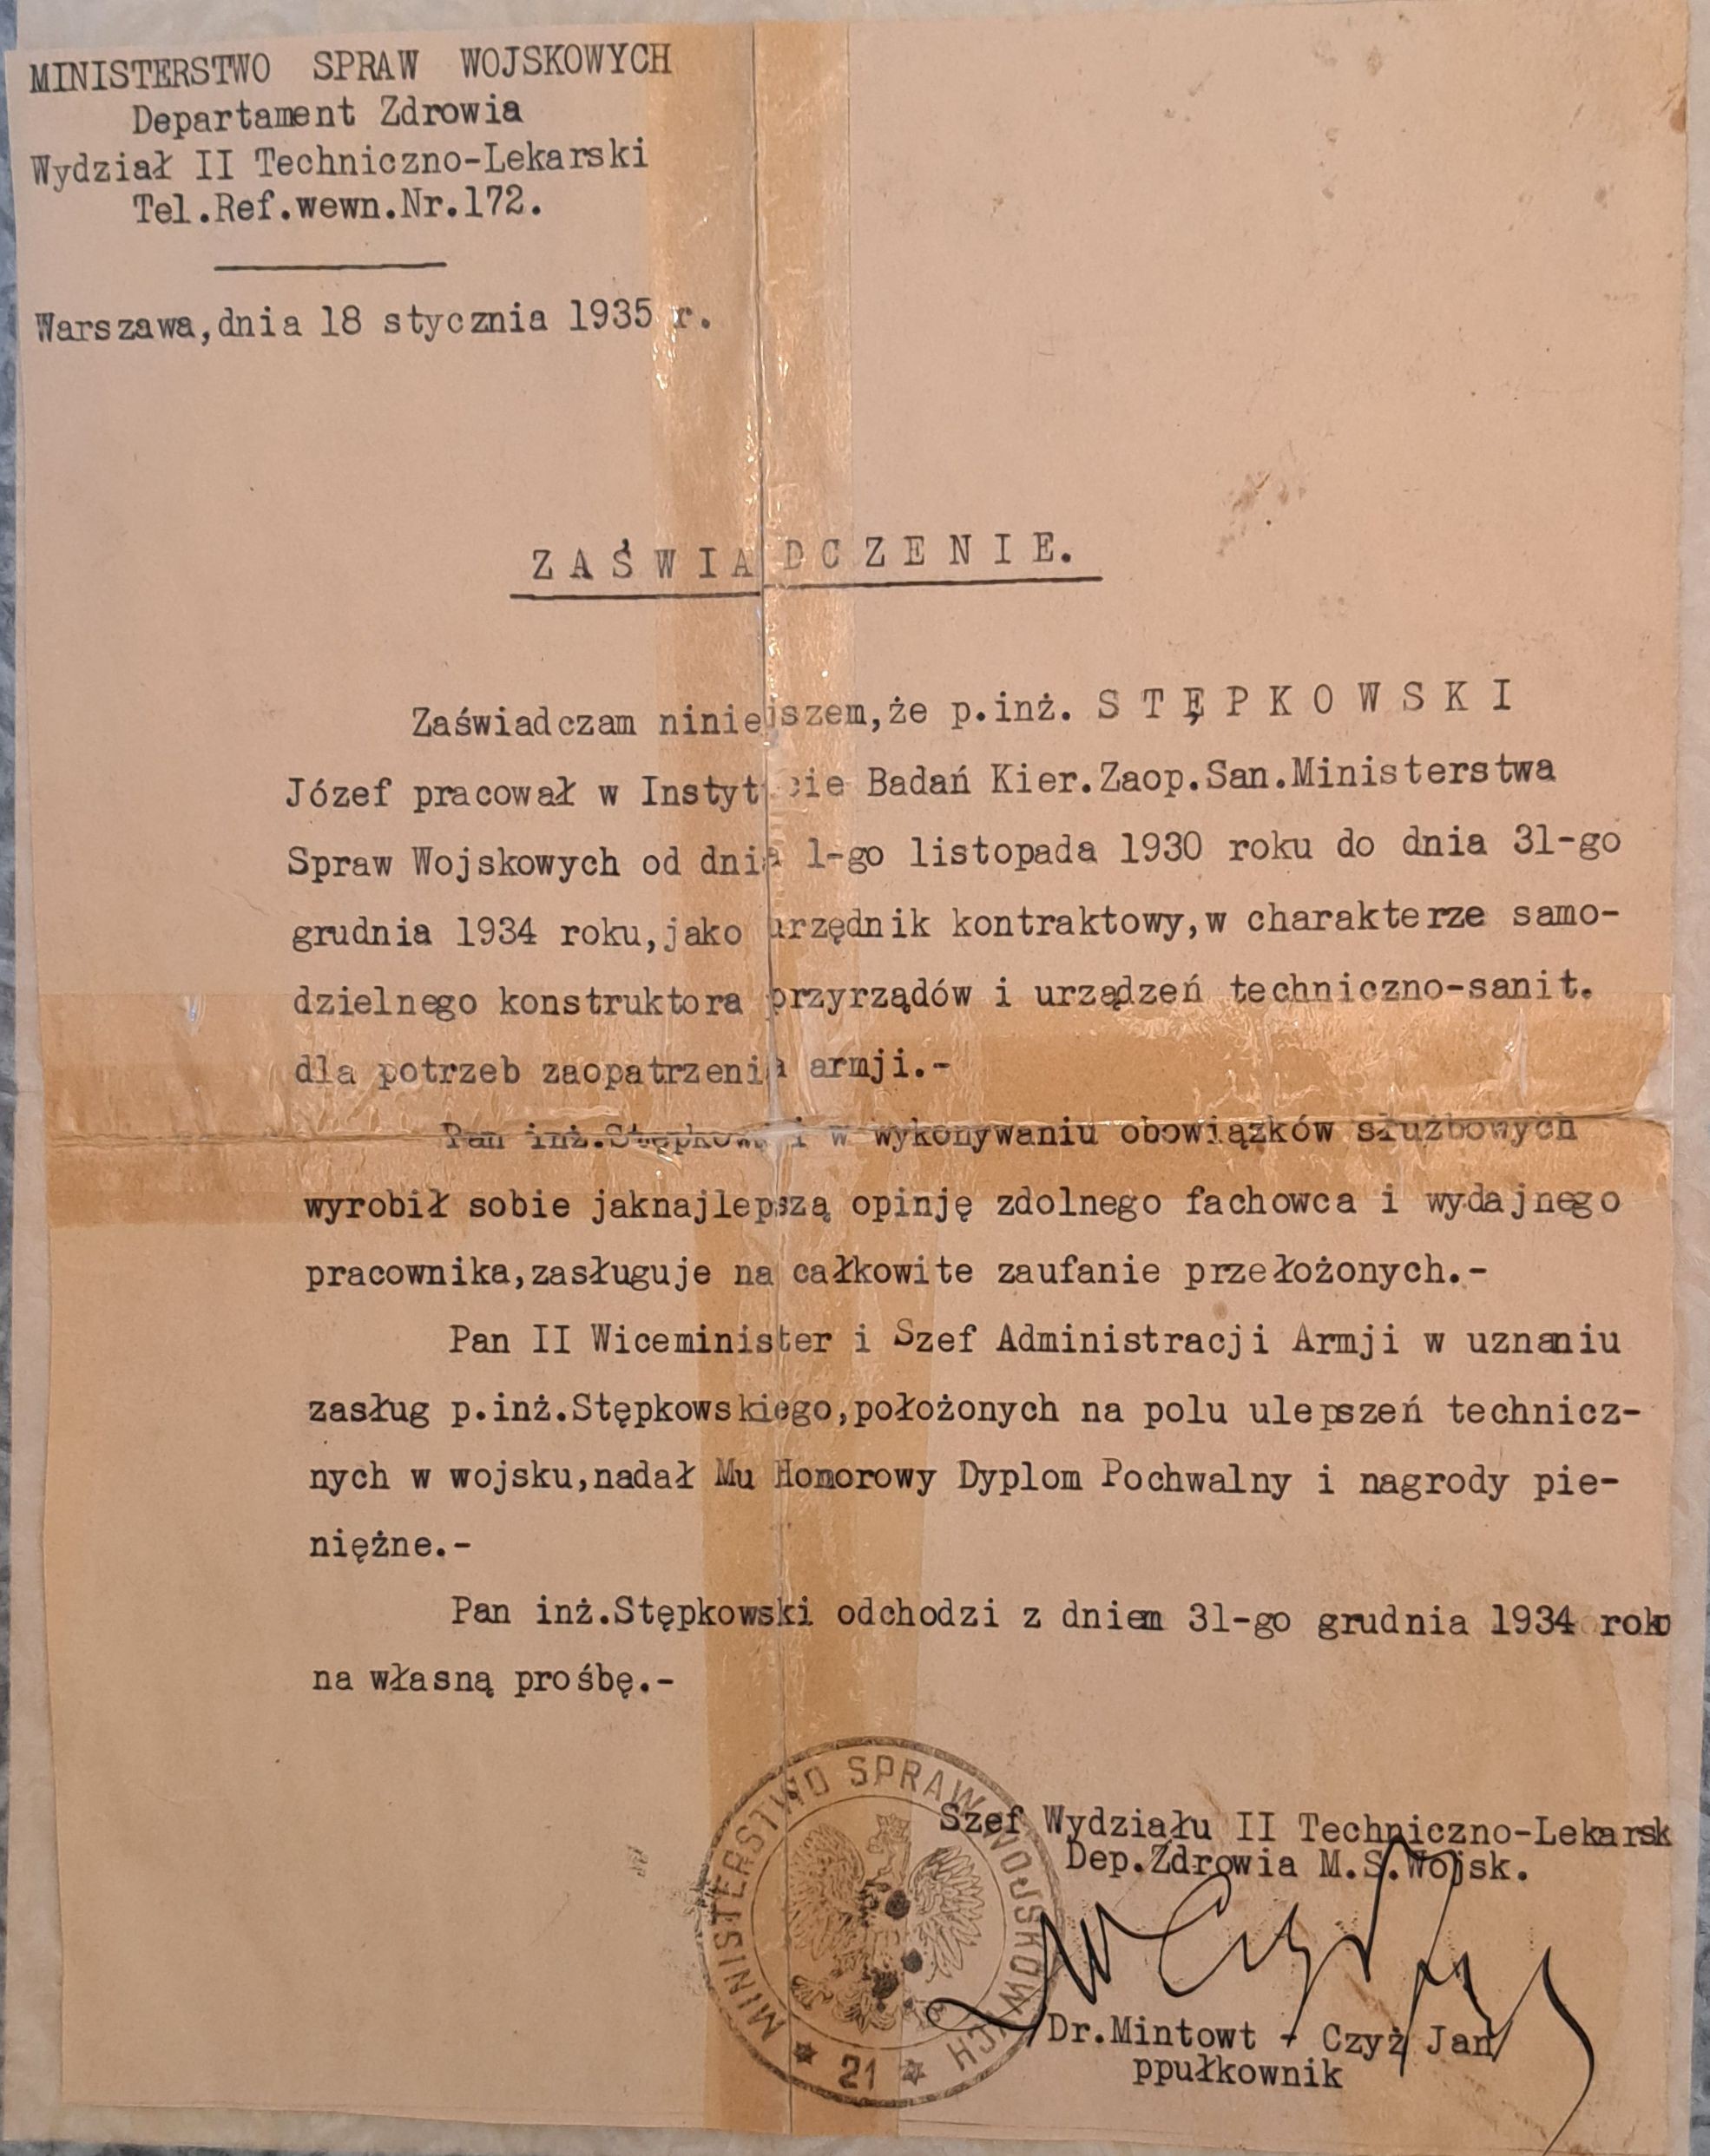 MINISTERSTWO SPRAW WOJSKOWYCH
Departament Zdrowia
Wydział II Techniczno-Lekarski
Tel.Ref.wewn.Nr.172.
Warszawa,dnia 18 stycznia 1935 r.
ZAŚWIADCZENIE.
Zaświadczam niniejszem,że p.inż. STĘPKOWSKI
Józef pracował w Instytucie Badań Kier.Zaop.San.Ministerstwa
Spraw Wojskowych od dnia 1-go listopada 1930 roku do dnia 31-go
grudnia 1934 roku,jako urzędnik kontraktowy,w charakterze samo-
dzielnego konstruktora przyrządów i urządzeń techniczno-sanit.
dla potrzeb zaopatrzenia armji.-
Pan inż.Stępkowski w wykonywaniu obowiązków służbowych
wyrobił sobie jaknajlepszą opinję zdolnego fachowca i wydajnego
pracownika,zasługuje na całkowite zaufanie przełożonych.-
Pan II Wiceminister i Szef Administracji Armji w uznaniu
zasług p.inż.Stępkowskiego,położonych na polu ulepszeń technicz-
nych w wojsku,nadał Mu Honorowy Dyplom Pochwalny i nagrody pie-
niężne.-
Pan inż.Stępkowski odchodzi z dniem 31-go grudnia 1934 roku
na własną prośbę.-
Szef Wydziału II Techniczno-Lekarsk
Dep.Zdrowia M.S.Wojsk.
Dr.Mintowt - Czyż Jan
ppułkownik
MINISTERSTWO SPRAW WOJSKOWYCH
21